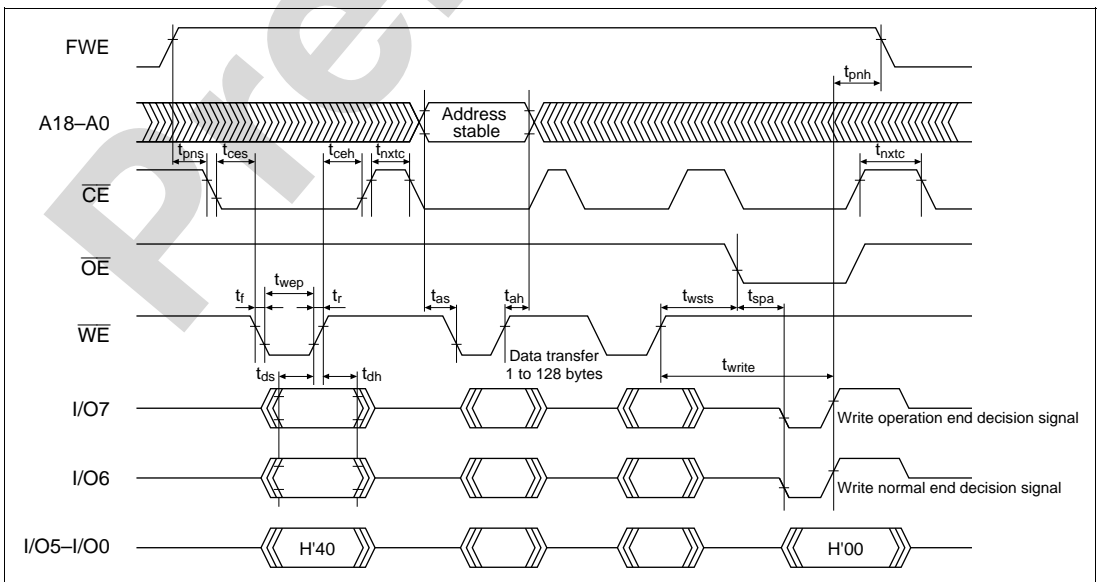 Pre
FWE
tpnh
A18–A0
Address
stable
tpns
tces
tceh
tnxtc
tnxtc
CE
OE
tf
twep
tr
tas
tah
twsts
tspa
WE
Data transfer
1 to 128 bytes
twrite
tds
tdh
I/O7
Write operation end decision signal
I/O6
Write normal end decision signal
I/O5–I/O0
H'40
H'00